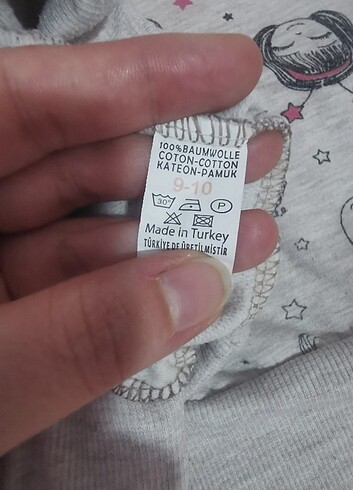 100%BAUMWOLLE
COTON-COTTON
KATEON-PAMUK
9-10
30 P
Made in Turkey
TÜRKİYE DE ÜRETİLMİŞTİR